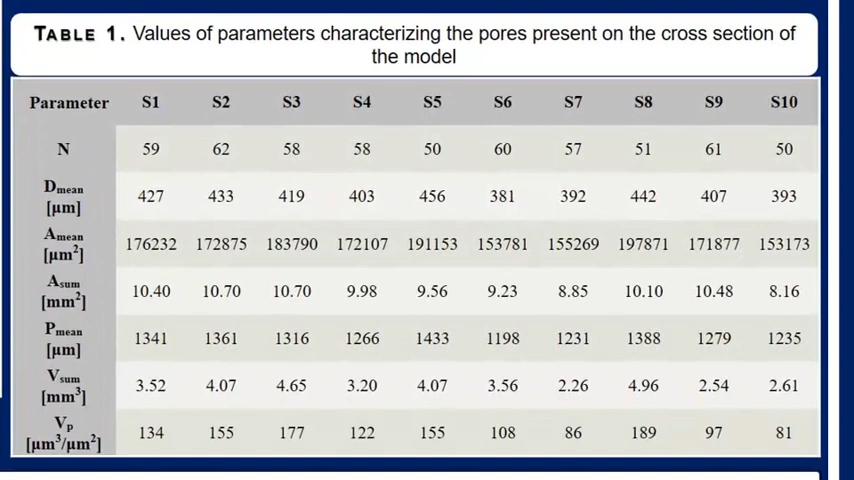 TABLE 1. Values of parameters characterizing the pores present on the cross section of
the model
Parameter S1 S2 S3 S4 S5 S6 S7 S8 S9 S10
N 59 62 58 58 50 60 57 51 61 50
Dmean [µm] 427 433 419 403 456 381 392 442 407 393
Amean [µm²] 176232 172875 183790 172107 191153 153781 155269 197871 171877 153173
Asum [mm²] 10.40 10.70 10.70 9.98 9.56 9.23 8.85 10.10 10.48 8.16
Pmean [µm] 1341 1361 1316 1266 1433 1198 1231 1388 1279 1235
Vsum [mm³] 3.52 4.07 4.65 3.20 4.07 3.56 2.26 4.96 2.54 2.61
Vp [µm³/µm²] 134 155 177 122 155 108 86 189 97 81